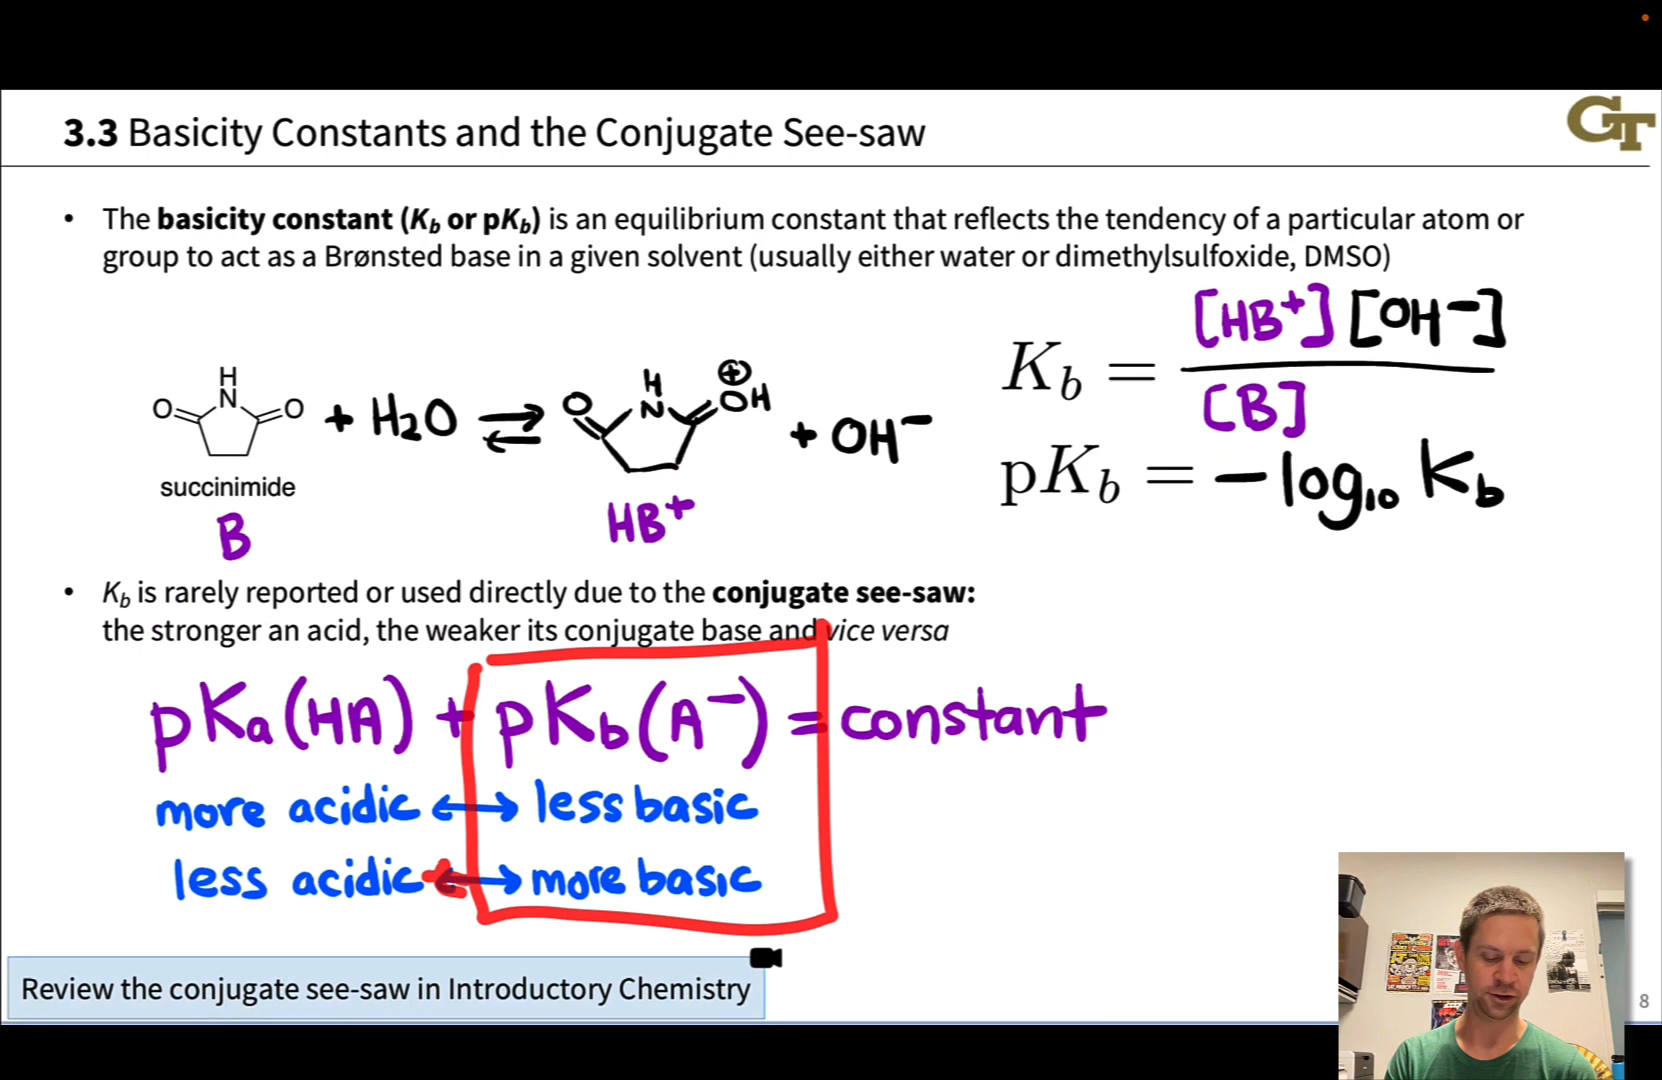 3.3 Basicity Constants and the Conjugate See-saw
GT
• The basicity constant (Kb or pKb) is an equilibrium constant that reflects the tendency of a particular atom or
group to act as a Brønsted base in a given solvent (usually either water or dimethylsulfoxide, DMSO)
Kb = [HB+] [OH−] / [B]
O H N O + H2O ⇌ O H N ⊕ OH + OH−
succinimide
B
HB+
pKb = −log10 Kb
• Kb is rarely reported or used directly due to the conjugate see-saw:
the stronger an acid, the weaker its conjugate base and vice versa
pKa(HA) + pKb(A−) = constant
more acidic ↔ less basic
less acidic ↔ more basic
Review the conjugate see-saw in Introductory Chemistry
8